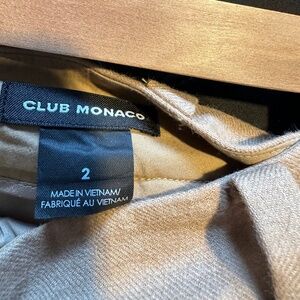 CLUB MONACO
2
MADE IN VIETNAM/
FABRIQUÉ AU VIETNAM